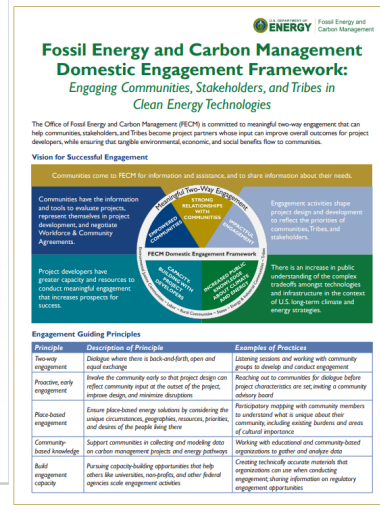 U.S. DEPARTMENT OF
ENERGY
Fossil Energy and
Carbon Management
Fossil Energy and Carbon Management
Domestic Engagement Framework:
Engaging Communities, Stakeholders, and Tribes in
Clean Energy Technologies
The Office of Fossil Energy and Carbon Management (FECM) is committed to meaningful two-way engagement that can
help communities, stakeholders, and Tribes become project partners whose input can improve overall outcomes for project
developers, while ensuring that tangible environmental, economic, and social benefits flow to communities.
Vision for Successful Engagement
Communities come to FECM for information and assistance, and to share information about their needs.
Communities have the information
and tools to evaluate projects,
represent themselves in project
development, and negotiate
Workforce & Community
Agreements.
Meaningful Two-Way Engagement
STRONG
RELATIONSHIPS
WITH
COMMUNITIES
EMPOWERED
COMMUNITIES
IMPACTFUL
ENGAGEMENT
Engagement activities shape
project design and development
to reflect the priorities of
communities, Tribes, and
stakeholders.
FECM Domestic Engagement Framework
Project developers have
greater capacity and resources to
conduct meaningful engagement
that increases prospects for
success.
CAPACITY-
BUILDING WITH
PROJECT
DEVELOPERS
INCREASED PUBLIC
KNOWLEDGE
ABOUT CLIMATE
AND ENERGY
There is an increase in public
understanding of the complex
tradeoffs amongst technologies
and infrastructure in the context
of U.S. long-term climate and
energy strategies.
Engagement Guiding Principles
Principle Description of Principle Examples of Practices
Two-way
engagement
Dialogue where there is back-and-forth, open and
equal exchange
Listening sessions and working with community
groups to develop and conduct engagement
Proactive, early
engagement
Involve the community early so that project design can
reflect community input at the outset of the project,
improve design, and minimize disruptions
Reaching out to communities for dialogue before
project characteristics are set; inviting a community
advisory board
Place-based
engagement
Ensure place-based energy solutions by considering the
unique circumstances, geographies, resources, priorities,
and desires of the people living there
Participatory mapping with community members
to understand what is unique about their
community, including existing burdens and areas
of cultural importance
Community-
based knowledge
Support communities in collecting and modeling data
on carbon management projects and energy pathways
Working with educational and community-based
organizations to gather and analyze data
Build
engagement
capacity
Pursuing capacity-building opportunities that help
others like universities, non-profits, and other federal
agencies scale engagement activities
Creating technically accurate materials that
organizations can use when conducting
engagement; sharing information on regulatory
engagement opportunities